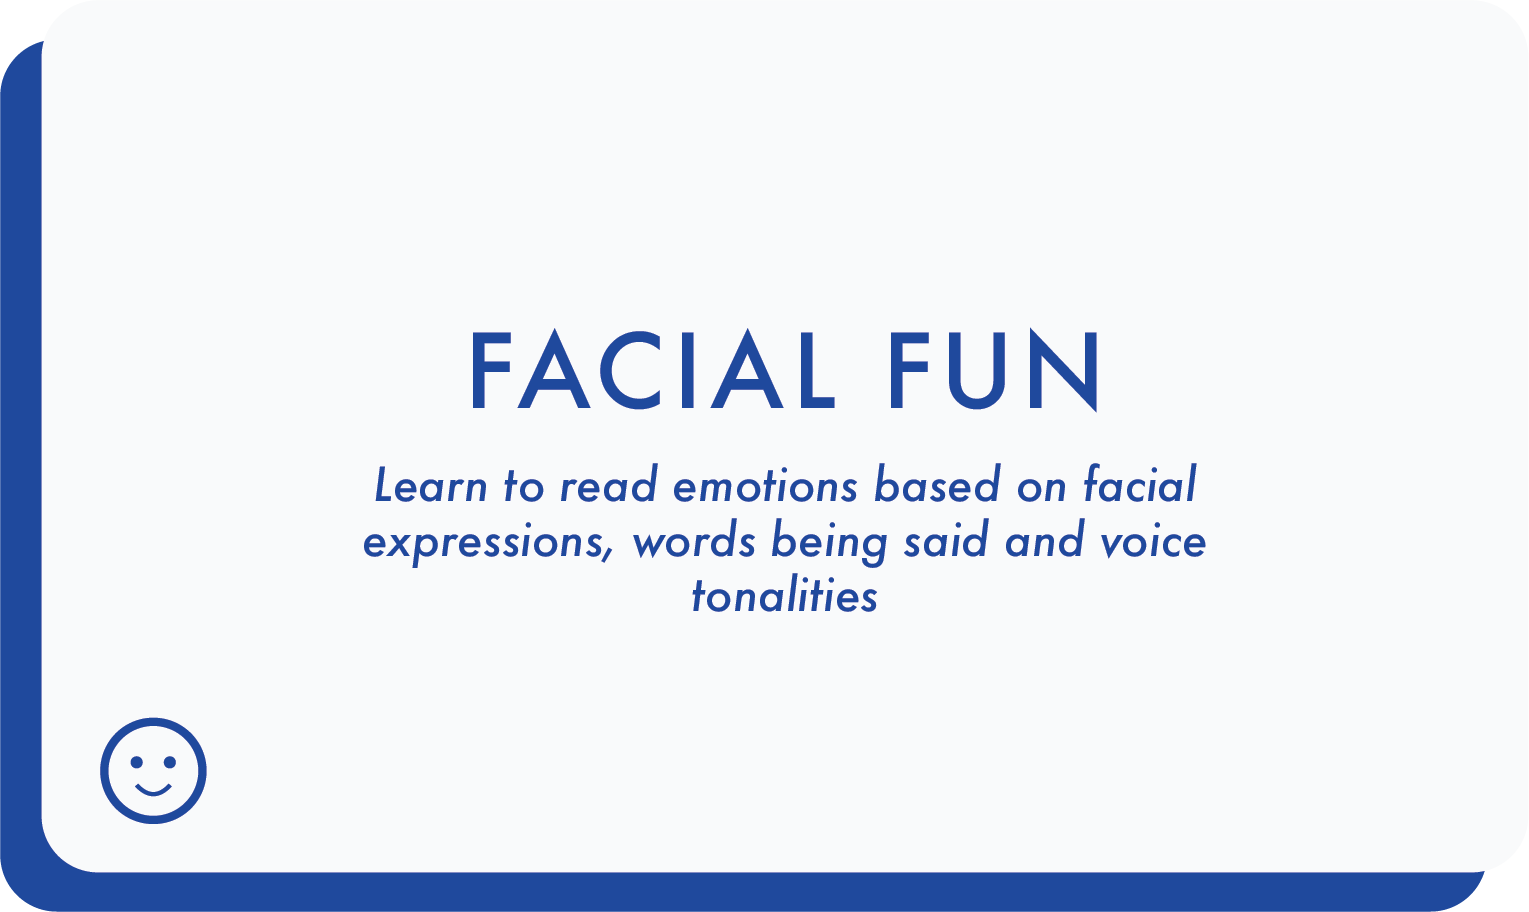 FACIAL FUN
Learn to read emotions based on facial
expressions, words being said and voice
tonalities